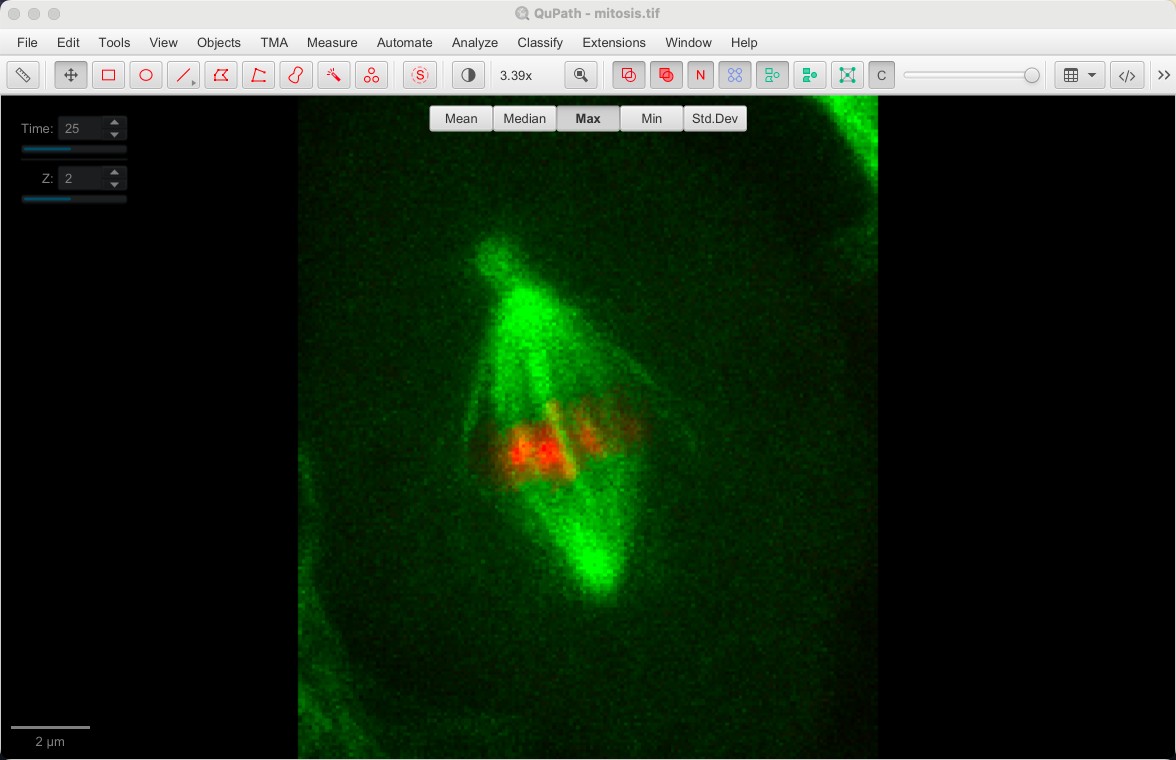 QuPath - mitosis.tif
File Edit Tools View Objects TMA Measure Automate Analyze Classify Extensions Window Help
S 3.39x N C </> >>
Mean Median Max Min Std.Dev
Time: 25
Z: 2
2 µm